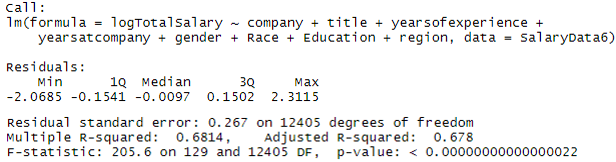 Call:
lm(formula = logTotalSalary ~ company + title + yearsofexperience +
    yearsatcompany + gender + Race + Education + region, data = SalaryData6)
Residuals:
    Min      1Q  Median      3Q     Max
-2.0685 -0.1541 -0.0097  0.1502  2.3115
Residual standard error: 0.267 on 12405 degrees of freedom
Multiple R-squared:  0.6814,    Adjusted R-squared:  0.678
F-statistic: 205.6 on 129 and 12405 DF,  p-value: < 0.00000000000000022